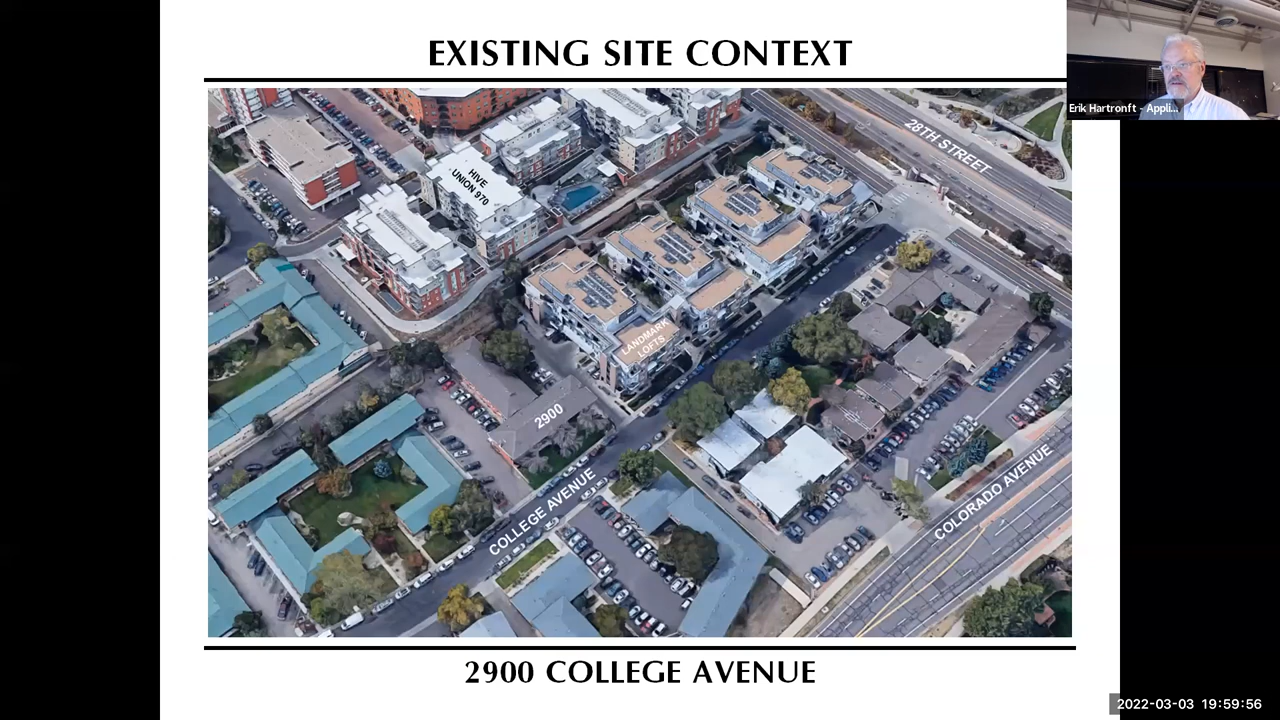 EXISTING SITE CONTEXT
Erik Hartronft - Appli...
28TH STREET
HIVE
UNION 970
LANDMARK
LOFTS
2900
COLLEGE AVENUE
COLORADO AVENUE
2900 COLLEGE AVENUE
2022-03-03 19:59:56